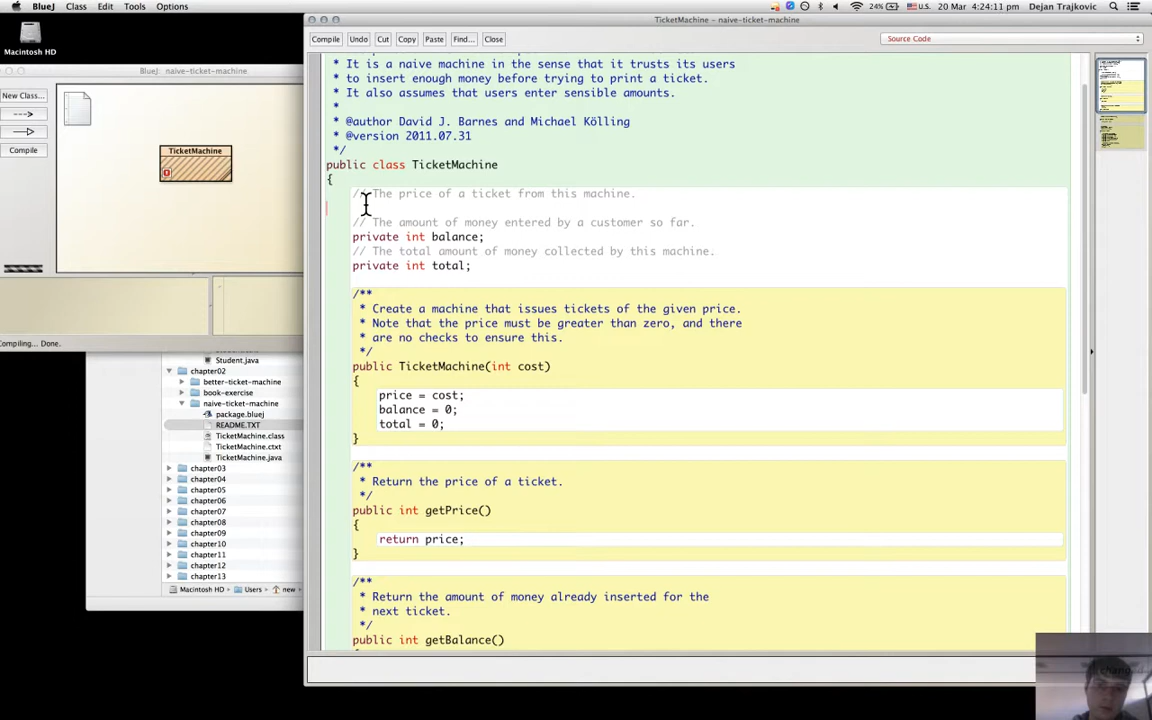 BlueJ Class Edit Tools Options
24% U.S. 20 Mar 4:24:11 pm Dejan Trajkovic
Macintosh HD
BlueJ: naive-ticket-machine
New Class...
Compile
TicketMachine
Compiling... Done.
Student.java
chapter02
better-ticket-machine
book-exercise
naive-ticket-machine
package.bluej
README.TXT
TicketMachine.class
TicketMachine.ctxt
TicketMachine.java
chapter03
chapter04
chapter05
chapter06
chapter07
chapter08
chapter09
chapter10
chapter11
chapter12
chapter13
Macintosh HD Users new
TicketMachine - naive-ticket-machine
Compile Undo Cut Copy Paste Find... Close
Source Code
* It is a naive machine in the sense that it trusts its users
* to insert enough money before trying to print a ticket.
* It also assumes that users enter sensible amounts.
*
* @author David J. Barnes and Michael Kölling
* @version 2011.07.31
*/
public class TicketMachine
{
// The price of a ticket from this machine.
// The amount of money entered by a customer so far.
private int balance;
// The total amount of money collected by this machine.
private int total;
/**
* Create a machine that issues tickets of the given price.
* Note that the price must be greater than zero, and there
* are no checks to ensure this.
*/
public TicketMachine(int cost)
{
price = cost;
balance = 0;
total = 0;
}
/**
* Return the price of a ticket.
*/
public int getPrice()
{
return price;
}
/**
* Return the amount of money already inserted for the
* next ticket.
*/
public int getBalance()